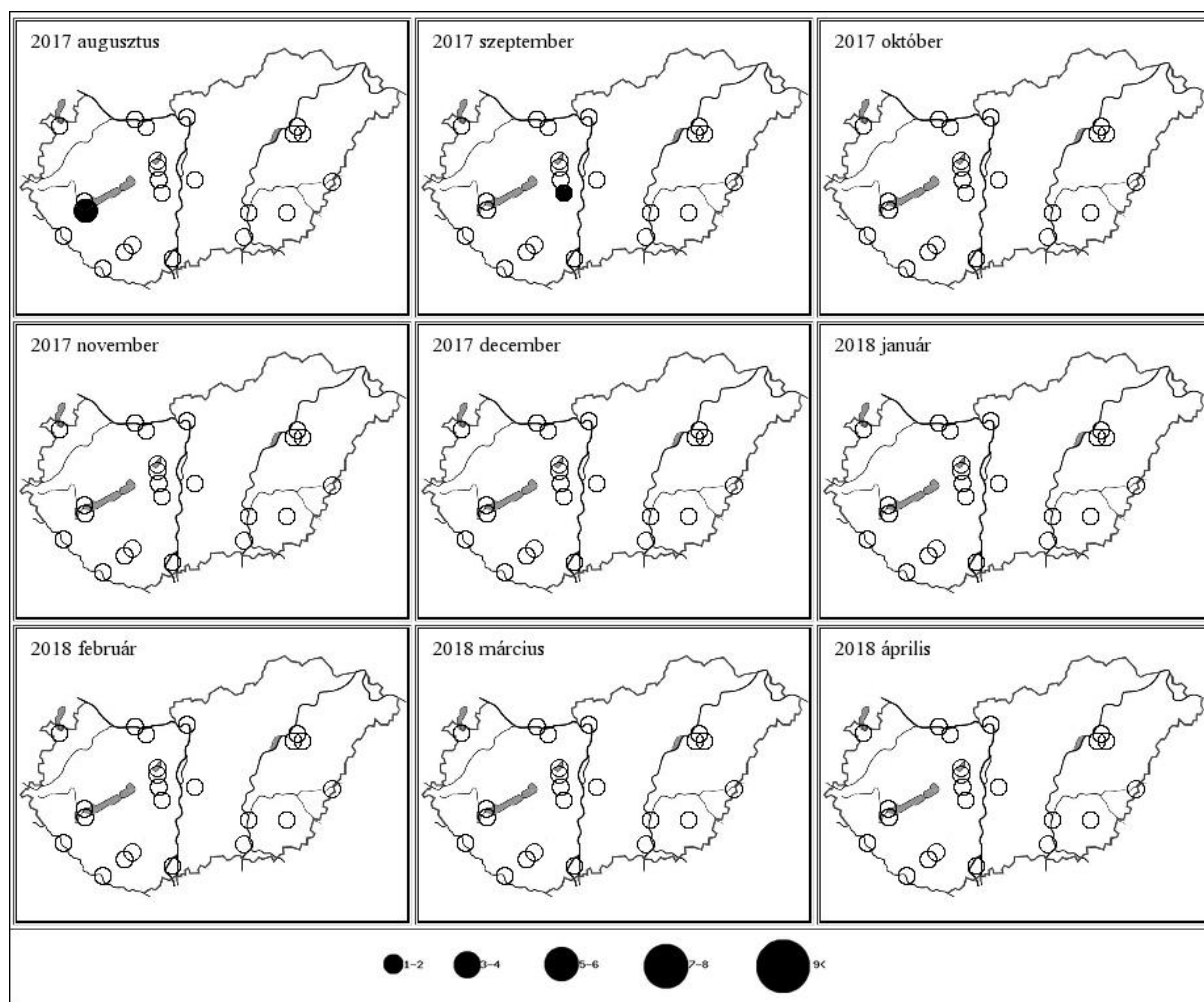 2017 augusztus
2017 szeptember
2017 október
2017 november
2017 december
2018 január
2018 február
2018 március
2018 április
1-2
3-4
5-6
7-8
9<